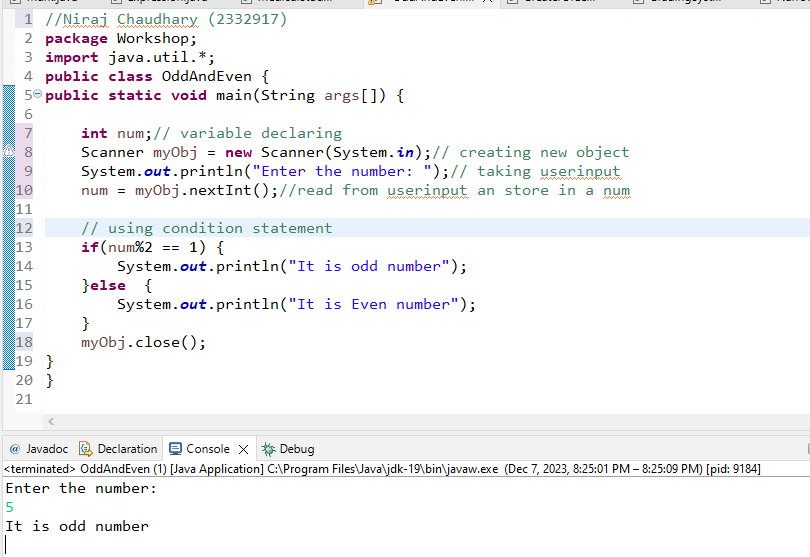 1 //Niraj Chaudhary (2332917)
2 package Workshop;
3 import java.util.*;
4 public class OddAndEven {
5 public static void main(String args[]) {
6
7     int num;// variable declaring
8     Scanner myObj = new Scanner(System.in);// creating new object
9     System.out.println("Enter the number: ");// taking userinput
10     num = myObj.nextInt();//read from userinput an store in a num
11
12     // using condition statement
13     if(num%2 == 1) {
14         System.out.println("It is odd number");
15     }else  {
16         System.out.println("It is Even number");
17     }
18     myObj.close();
19 }
20 }
21
@ Javadoc Declaration Console Debug
<terminated> OddAndEven (1) [Java Application] C:\Program Files\Java\jdk-19\bin\javaw.exe (Dec 7, 2023, 8:25:01 PM – 8:25:09 PM) [pid: 9184]
Enter the number:
5
It is odd number